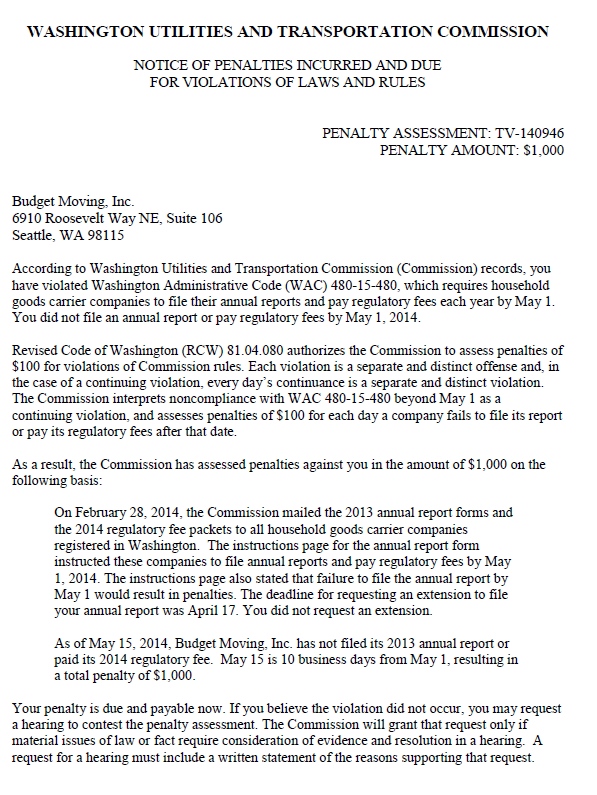 WASHINGTON UTILITIES AND TRANSPORTATION COMMISSION
NOTICE OF PENALTIES INCURRED AND DUE
FOR VIOLATIONS OF LAWS AND RULES
PENALTY ASSESSMENT: TV-140946
PENALTY AMOUNT: $1,000
Budget Moving, Inc.
6910 Roosevelt Way NE, Suite 106
Seattle, WA 98115
According to Washington Utilities and Transportation Commission (Commission) records, you
have violated Washington Administrative Code (WAC) 480-15-480, which requires household
goods carrier companies to file their annual reports and pay regulatory fees each year by May 1.
You did not file an annual report or pay regulatory fees by May 1, 2014.
Revised Code of Washington (RCW) 81.04.080 authorizes the Commission to assess penalties of
$100 for violations of Commission rules. Each violation is a separate and distinct offense and, in
the case of a continuing violation, every day's continuance is a separate and distinct violation.
The Commission interprets noncompliance with WAC 480-15-480 beyond May 1 as a
continuing violation, and assesses penalties of $100 for each day a company fails to file its report
or pay its regulatory fees after that date.
As a result, the Commission has assessed penalties against you in the amount of $1,000 on the
following basis:
On February 28, 2014, the Commission mailed the 2013 annual report forms and
the 2014 regulatory fee packets to all household goods carrier companies
registered in Washington. The instructions page for the annual report form
instructed these companies to file annual reports and pay regulatory fees by May
1, 2014. The instructions page also stated that failure to file the annual report by
May 1 would result in penalties. The deadline for requesting an extension to file
your annual report was April 17. You did not request an extension.
As of May 15, 2014, Budget Moving, Inc. has not filed its 2013 annual report or
paid its 2014 regulatory fee. May 15 is 10 business days from May 1, resulting in
a total penalty of $1,000.
Your penalty is due and payable now. If you believe the violation did not occur, you may request
a hearing to contest the penalty assessment. The Commission will grant that request only if
material issues of law or fact require consideration of evidence and resolution in a hearing. A
request for a hearing must include a written statement of the reasons supporting that request.